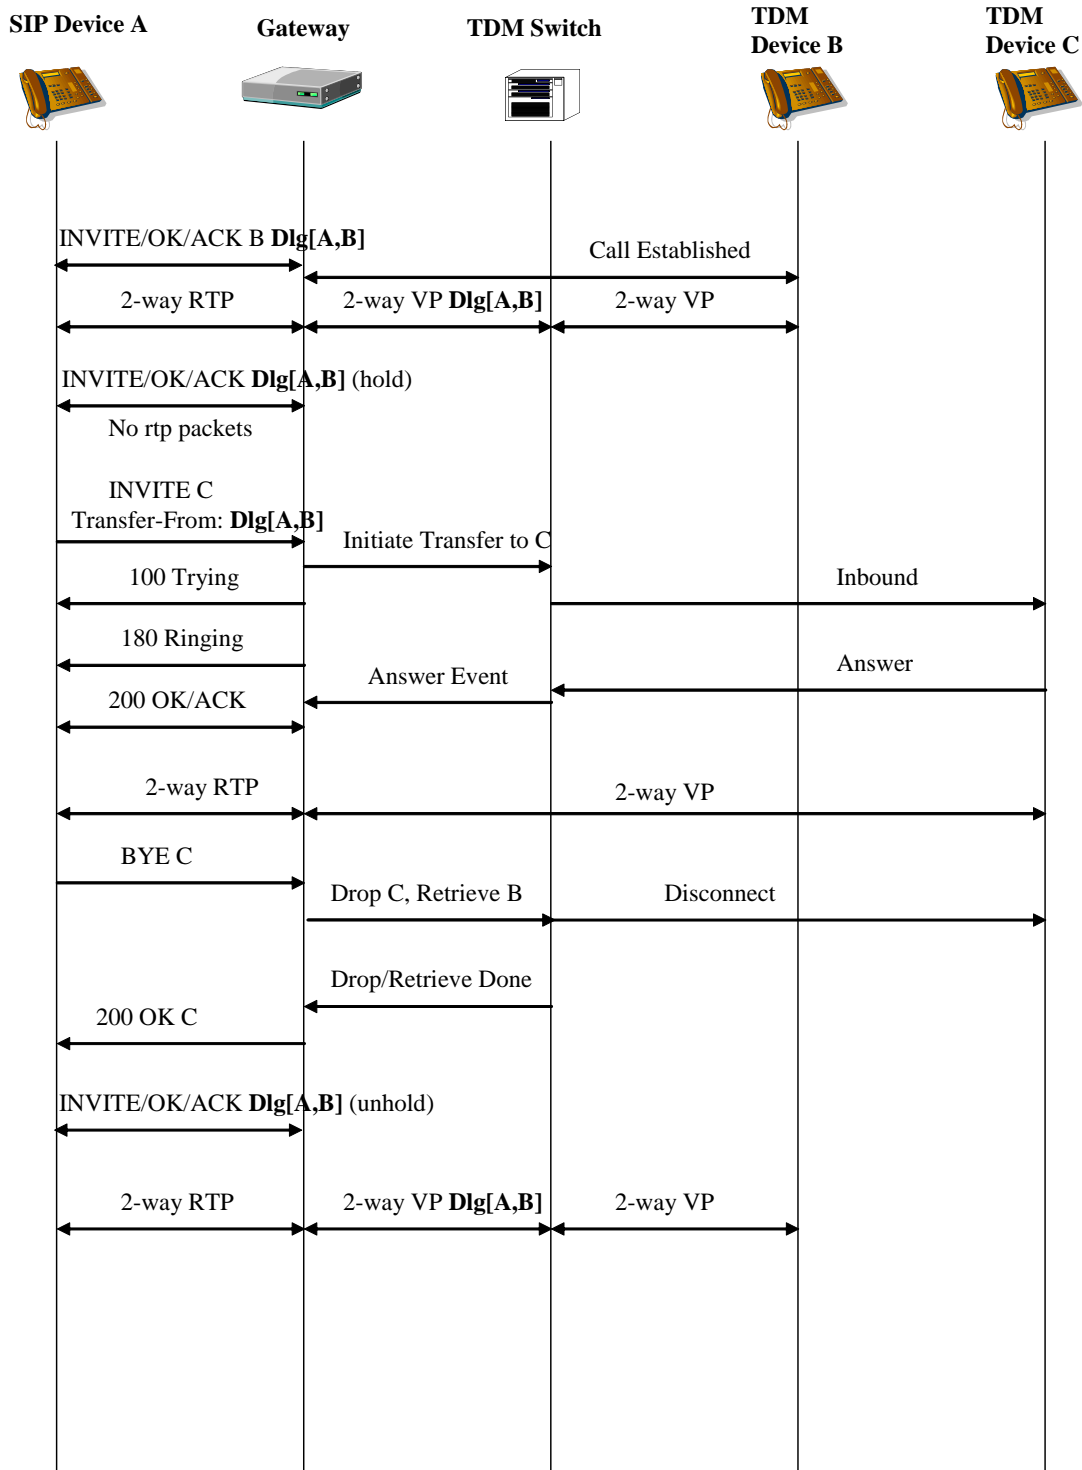 SIP Device A
Gateway
TDM Switch
TDM
Device B
TDM
Device C
INVITE/OK/ACK B Dlg[A,B]
Call Established
2-way RTP
2-way VP Dlg[A,B]
2-way VP
INVITE/OK/ACK Dlg[A,B] (hold)
No rtp packets
INVITE C
Transfer-From: Dlg[A,B]
Initiate Transfer to C
100 Trying
Inbound
180 Ringing
Answer
Answer Event
200 OK/ACK
2-way RTP
2-way VP
BYE C
Drop C, Retrieve B
Disconnect
Drop/Retrieve Done
200 OK C
INVITE/OK/ACK Dlg[A,B] (unhold)
2-way RTP
2-way VP Dlg[A,B]
2-way VP